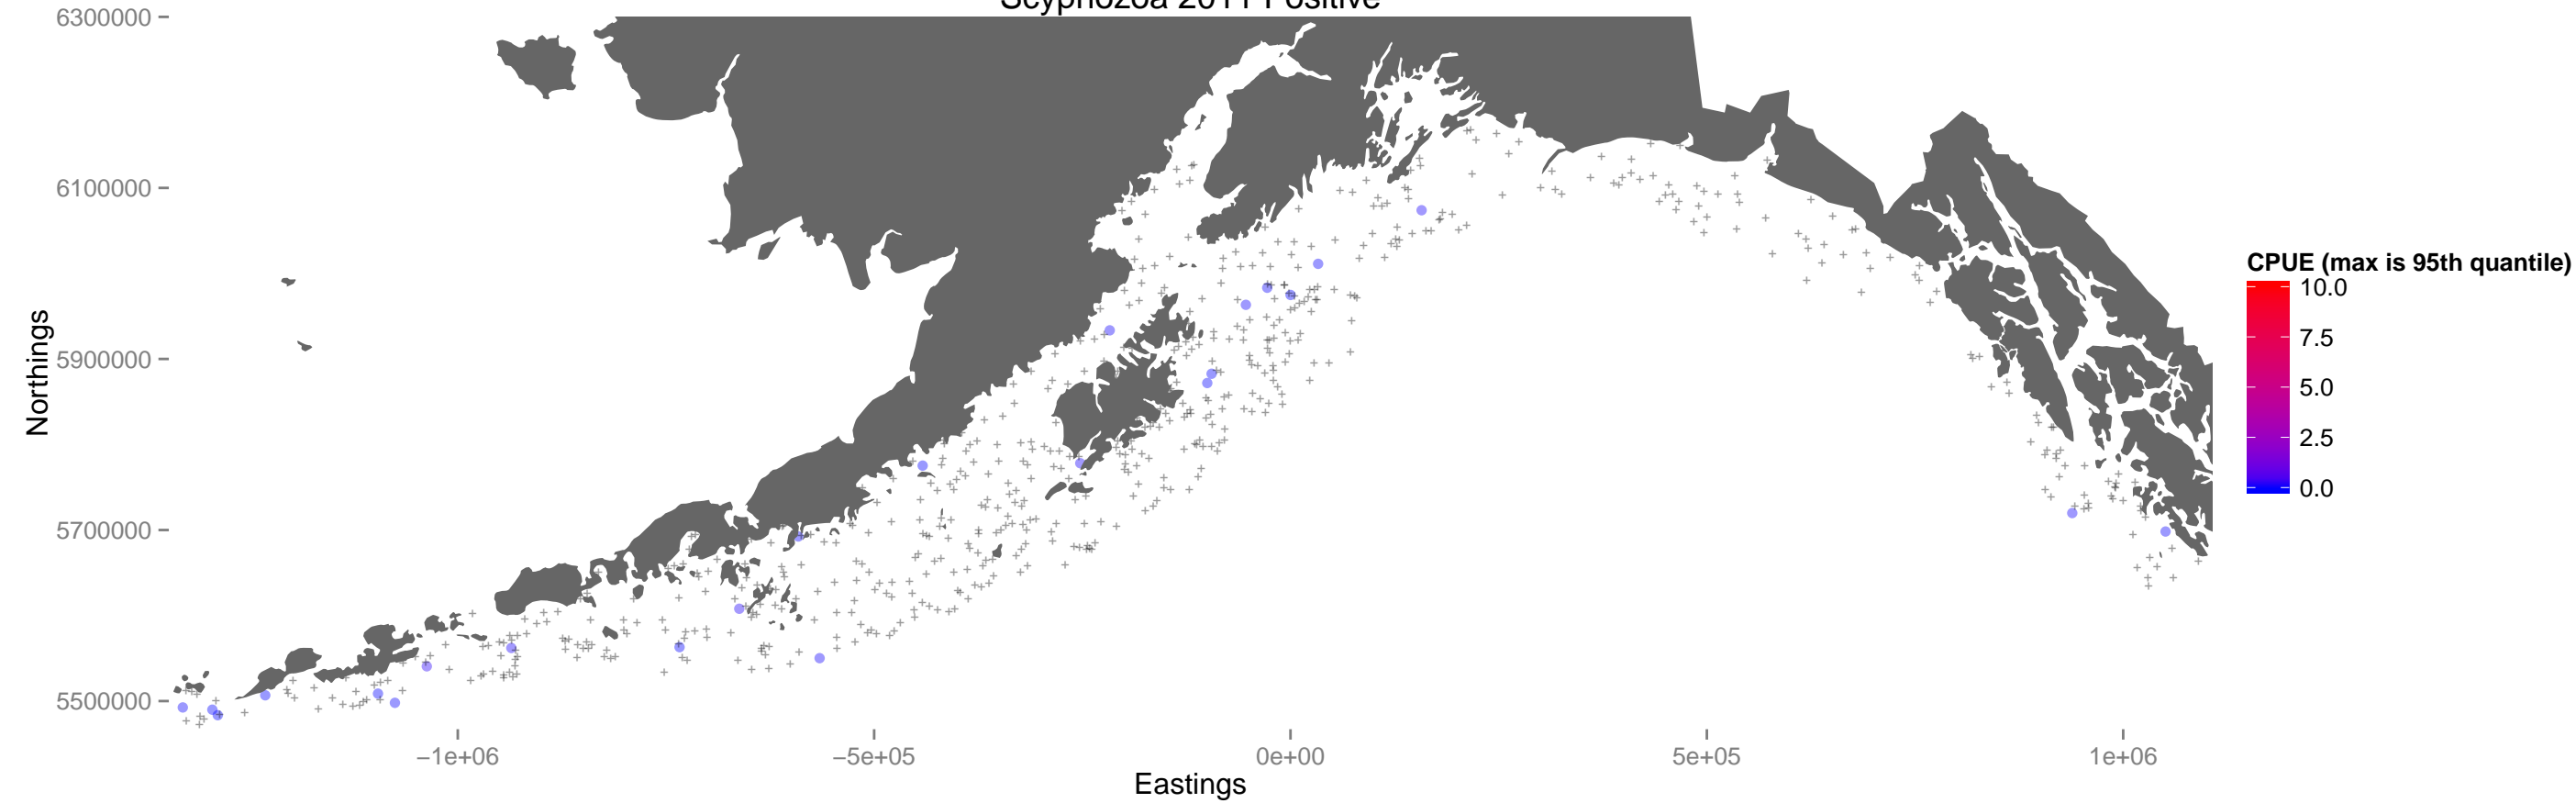 Scyphozoa 2011 Positive
6300000
6100000
5900000
5700000
5500000
Northings
−1e+06
−5e+05
0e+00
5e+05
1e+06
Eastings
CPUE (max is 95th quantile)
10.0
7.5
5.0
2.5
0.0